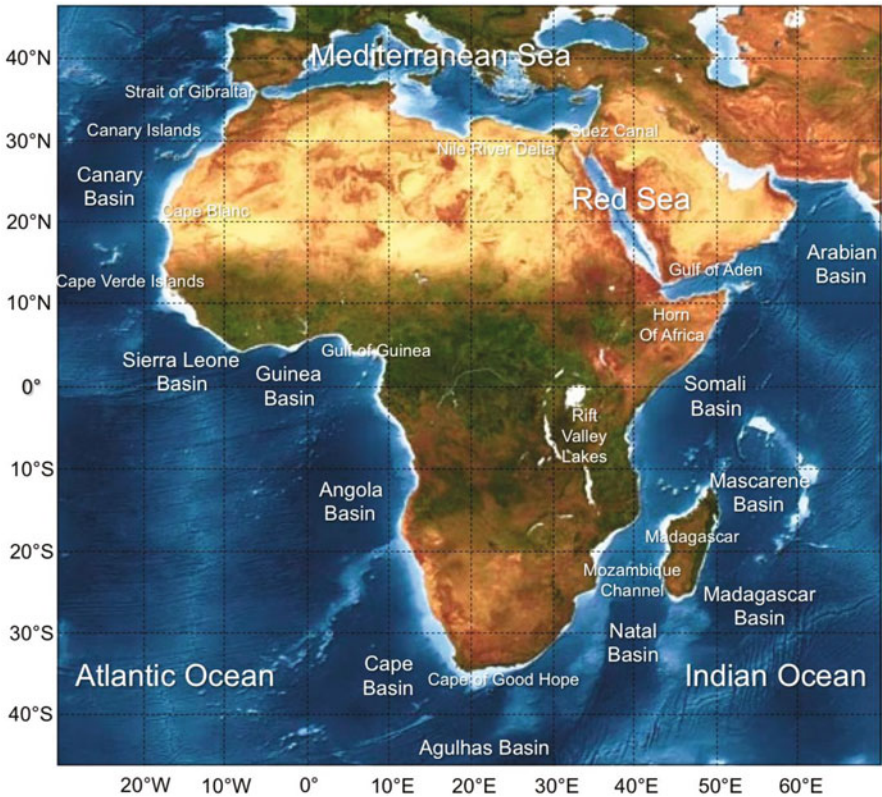 40°N
Mediterranean Sea
Strait of Gibraltar
Canary Islands
Suez Canal
30°N
Nile River Delta
Canary
Basin
Red Sea
20°N
Cape Blanc
Arabian
Basin
Gulf of Aden
Cape Verde Islands
10°N
Horn
Of Africa
Gulf of Guinea
Sierra Leone
Basin
Guinea
Basin
0°
Somali
Basin
Rift
Valley
Lakes
10°S
Mascarene
Basin
Angola
Basin
Madagascar
20°S
Mozambique
Channel
Madagascar
Basin
30°S
Natal
Basin
Atlantic Ocean
Cape
Basin
Cape of Good Hope
Indian Ocean
40°S
Agulhas Basin
20°W 10°W 0° 10°E 20°E 30°E 40°E 50°E 60°E